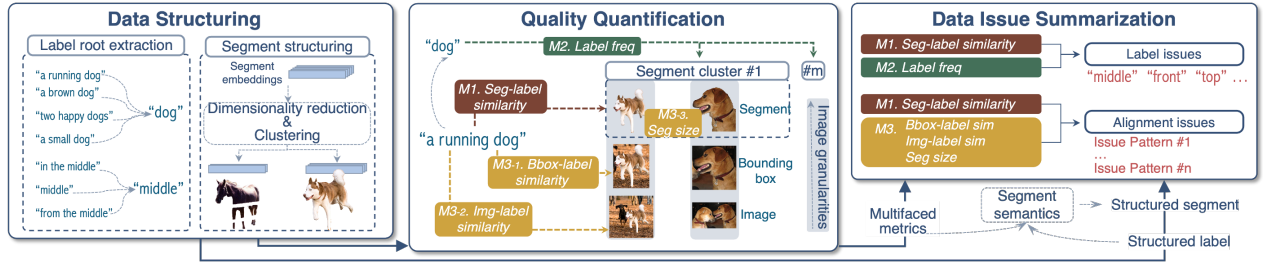 Data Structuring
Label root extraction
“a running dog”
“a brown dog”
“two happy dogs”
“a small dog”
“dog”
“in the middle”
“middle”
“from the middle”
“middle”
Segment structuring
Segment
embeddings
Dimensionality reduction
&
Clustering
Quality Quantification
“dog”
M2. Label freq
Segment cluster #1
#m
M1. Seg-label
similarity
M3-3.
Seg size
Segment
“a running dog”
M3-1. Bbox-label
similarity
Bounding
box
M3-2. Img-label
similarity
Image
Image granularities
Data Issue Summarization
M1. Seg-label similarity
M2. Label freq
Label issues
“middle” “front” “top” ...
M1. Seg-label similarity
M3.
Bbox-label sim
Img-label sim
Seg size
Alignment issues
Issue Pattern #1
...
Issue Pattern #n
Multifaced
metrics
Segment
semantics
Structured segment
Structured label